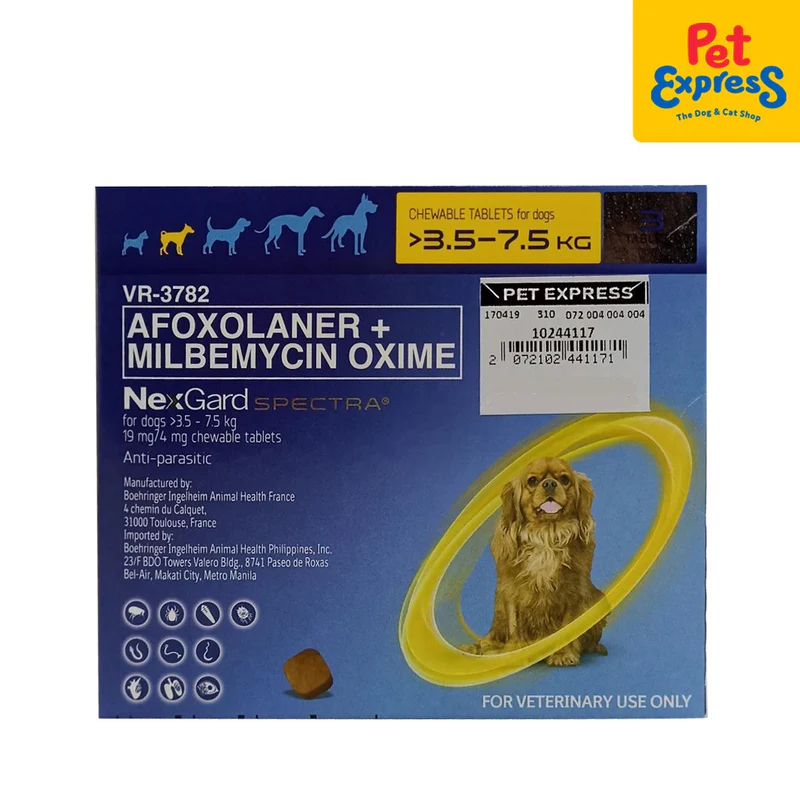 Pet
Express
The Dog & Cat Shop
CHEWABLE TABLETS for dogs
>3.5-7.5 KG
3
TABLETS
VR-3782
PET EXPRESS
170419 310 072 004 004 004
10244117
2 072102 441171
AFOXOLANER +
MILBEMYCIN OXIME
NexGard SPECTRA®
for dogs >3.5 - 7.5 kg
19 mg/4 mg chewable tablets
Anti-parasitic
Manufactured by:
Boehringer Ingelheim Animal Health France
4 chemin du Calquet,
31000 Toulouse, France
Imported by:
Boehringer Ingelheim Animal Health Philippines, Inc.
23/F BDO Towers Valero Bldg., 8741 Paseo de Roxas
Bel-Air, Makati City, Metro Manila
FOR VETERINARY USE ONLY